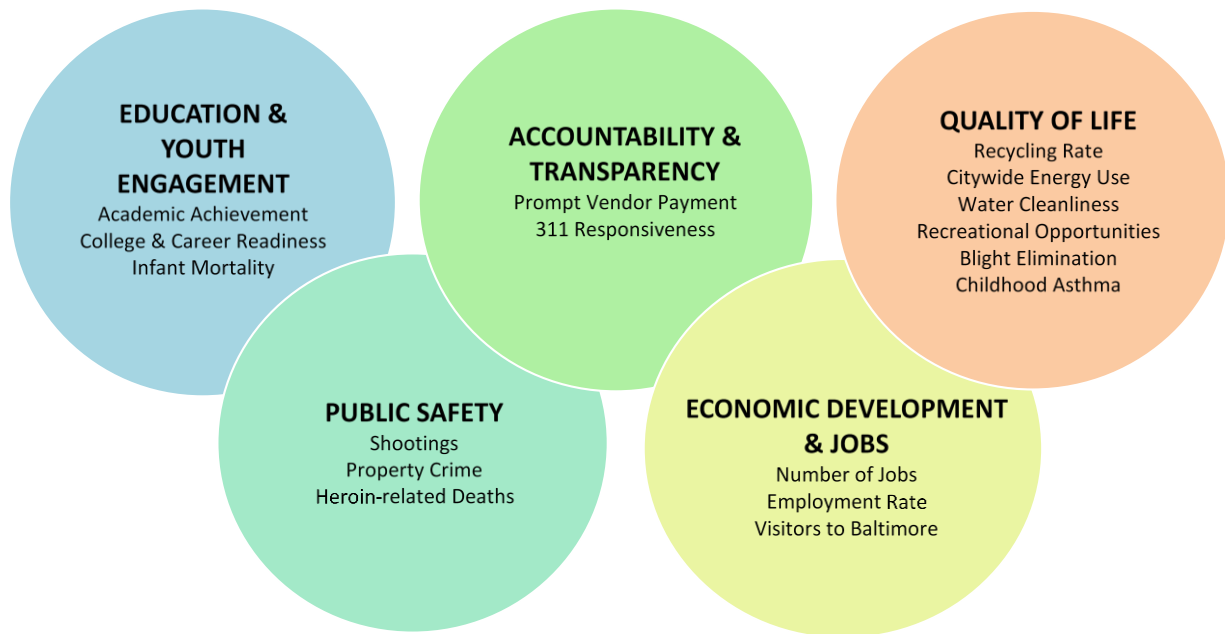 EDUCATION &
YOUTH
ENGAGEMENT
Academic Achievement
College & Career Readiness
Infant Mortality
ACCOUNTABILITY &
TRANSPARENCY
Prompt Vendor Payment
311 Responsiveness
QUALITY OF LIFE
Recycling Rate
Citywide Energy Use
Water Cleanliness
Recreational Opportunities
Blight Elimination
Childhood Asthma
PUBLIC SAFETY
Shootings
Property Crime
Heroin-related Deaths
ECONOMIC DEVELOPMENT
& JOBS
Number of Jobs
Employment Rate
Visitors to Baltimore